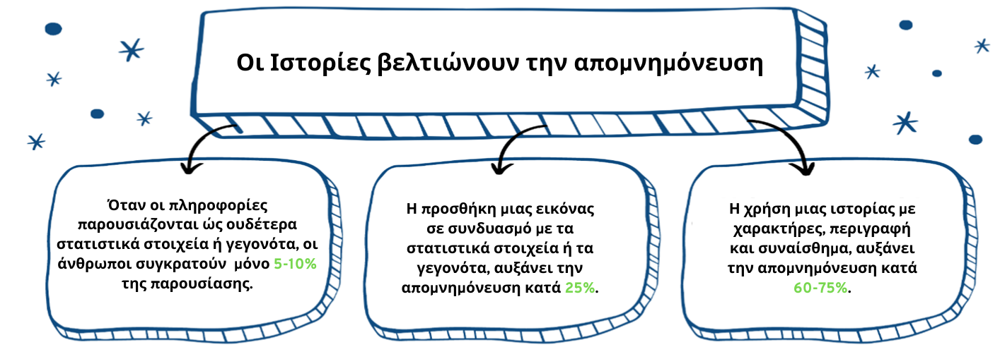 Οι Ιστορίες βελτιώνουν την απομνημόνευση
Όταν οι πληροφορίες
παρουσιάζονται ώς ουδέτερα
στατιστικά στοιχεία ή γεγονότα, οι
άνθρωποι συγκρατούν μόνο 5-10%
της παρουσίασης.
Η προσθήκη μιας εικόνας
σε συνδυασμό με τα
στατιστικά στοιχεία ή τα
γεγονότα, αυξάνει την
απομνημόνευση κατά 25%.
Η χρήση μιας ιστορίας με
χαρακτήρες, περιγραφή
και συναίσθημα, αυξάνει
την απομνημόνευση κατά
60-75%.